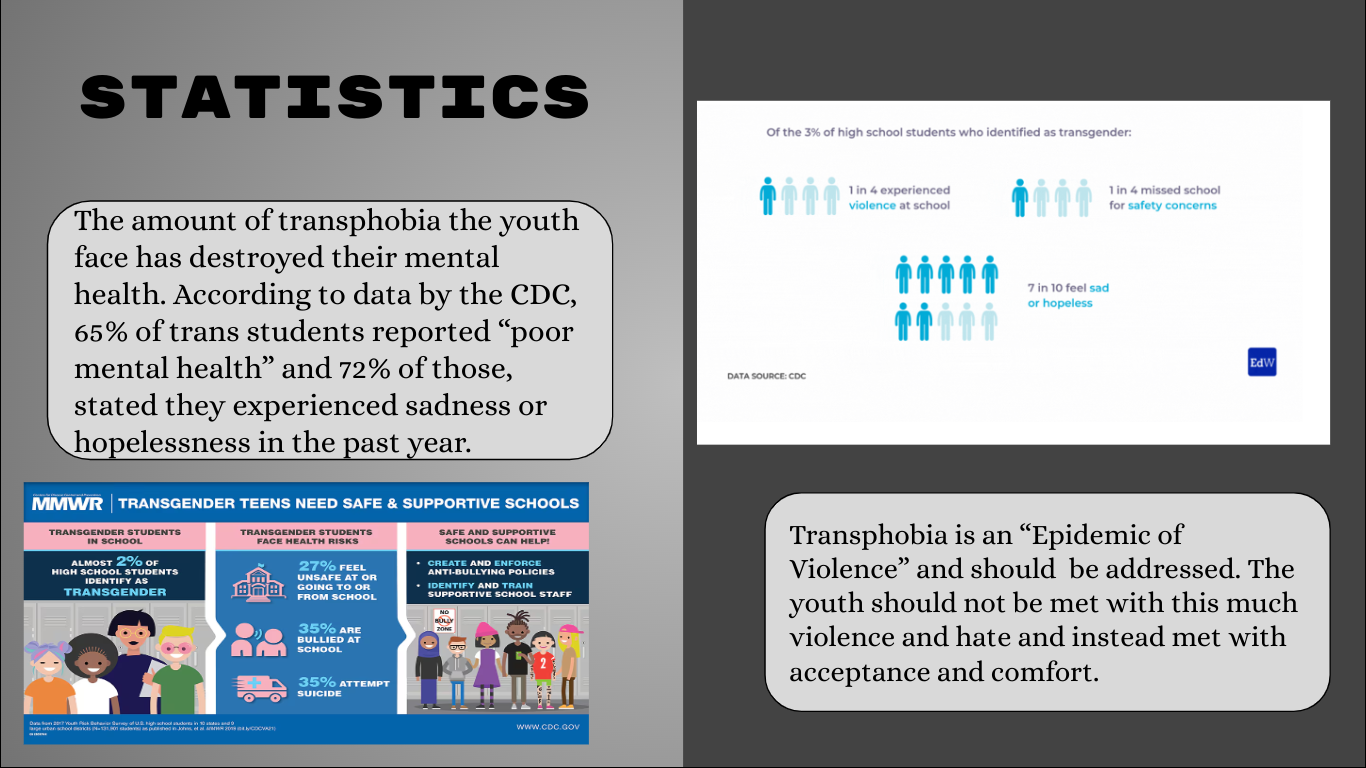 STATISTICS
The amount of transphobia the youth
face has destroyed their mental
health. According to data by the CDC,
65% of trans students reported “poor
mental health” and 72% of those,
stated they experienced sadness or
hopelessness in the past year.
MMWR
TRANSGENDER TEENS NEED SAFE & SUPPORTIVE SCHOOLS
TRANSGENDER STUDENTS
IN SCHOOL
ALMOST 2% OF
HIGH SCHOOL STUDENTS
IDENTIFY AS
TRANSGENDER
TRANSGENDER STUDENTS
FACE HEALTH RISKS
27% FEEL
UNSAFE AT OR
GOING TO OR
FROM SCHOOL
35% ARE
BULLIED AT
SCHOOL
35% ATTEMPT
SUICIDE
SAFE AND SUPPORTIVE
SCHOOLS CAN HELP!
• CREATE AND ENFORCE
ANTI-BULLYING POLICIES
• IDENTIFY AND TRAIN
SUPPORTIVE SCHOOL STAFF
NO
BULLY
ZONE
2
Data from 2017 Youth Risk Behavior Survey of U.S. high school students in 10 states and 9
large urban school districts (N=131,901 students) as published in Johns, et al. MMWR 2019
WWW.CDC.GOV
Of the 3% of high school students who identified as transgender:
1 in 4 experienced
violence at school
1 in 4 missed school
for safety concerns
7 in 10 feel sad
or hopeless
DATA SOURCE: CDC
EdW
Transphobia is an “Epidemic of
Violence” and should  be addressed. The
youth should not be met with this much
violence and hate and instead met with
acceptance and comfort.